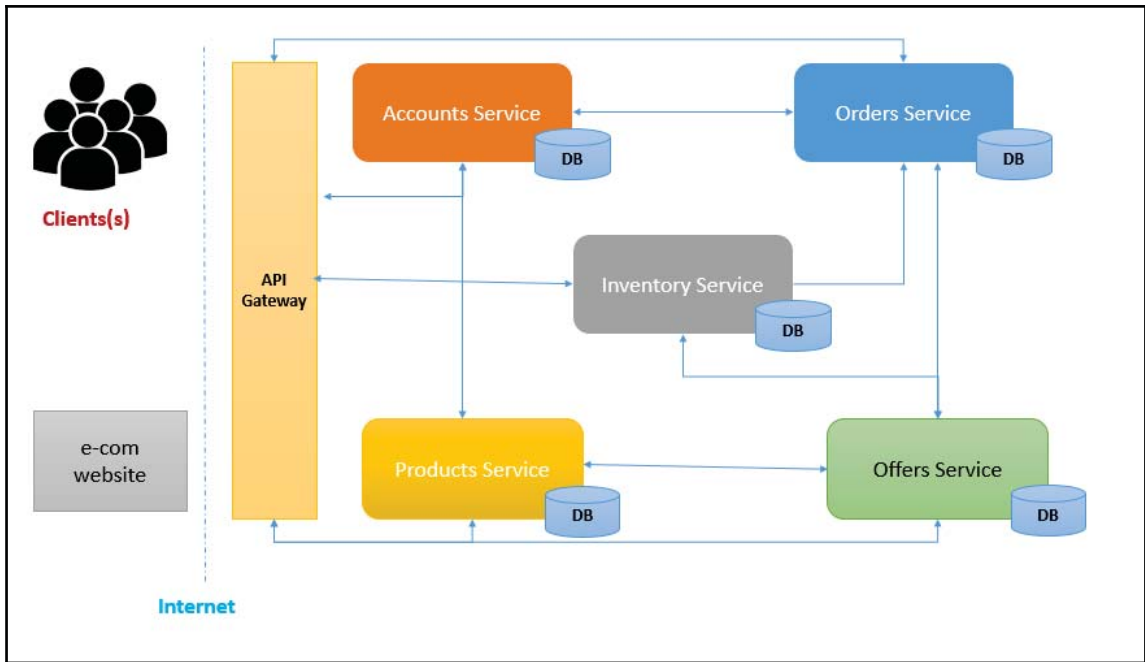 Clients(s)
e-com
website
Internet
API
Gateway
Accounts Service
DB
Orders Service
DB
Inventory Service
DB
Products Service
DB
Offers Service
DB